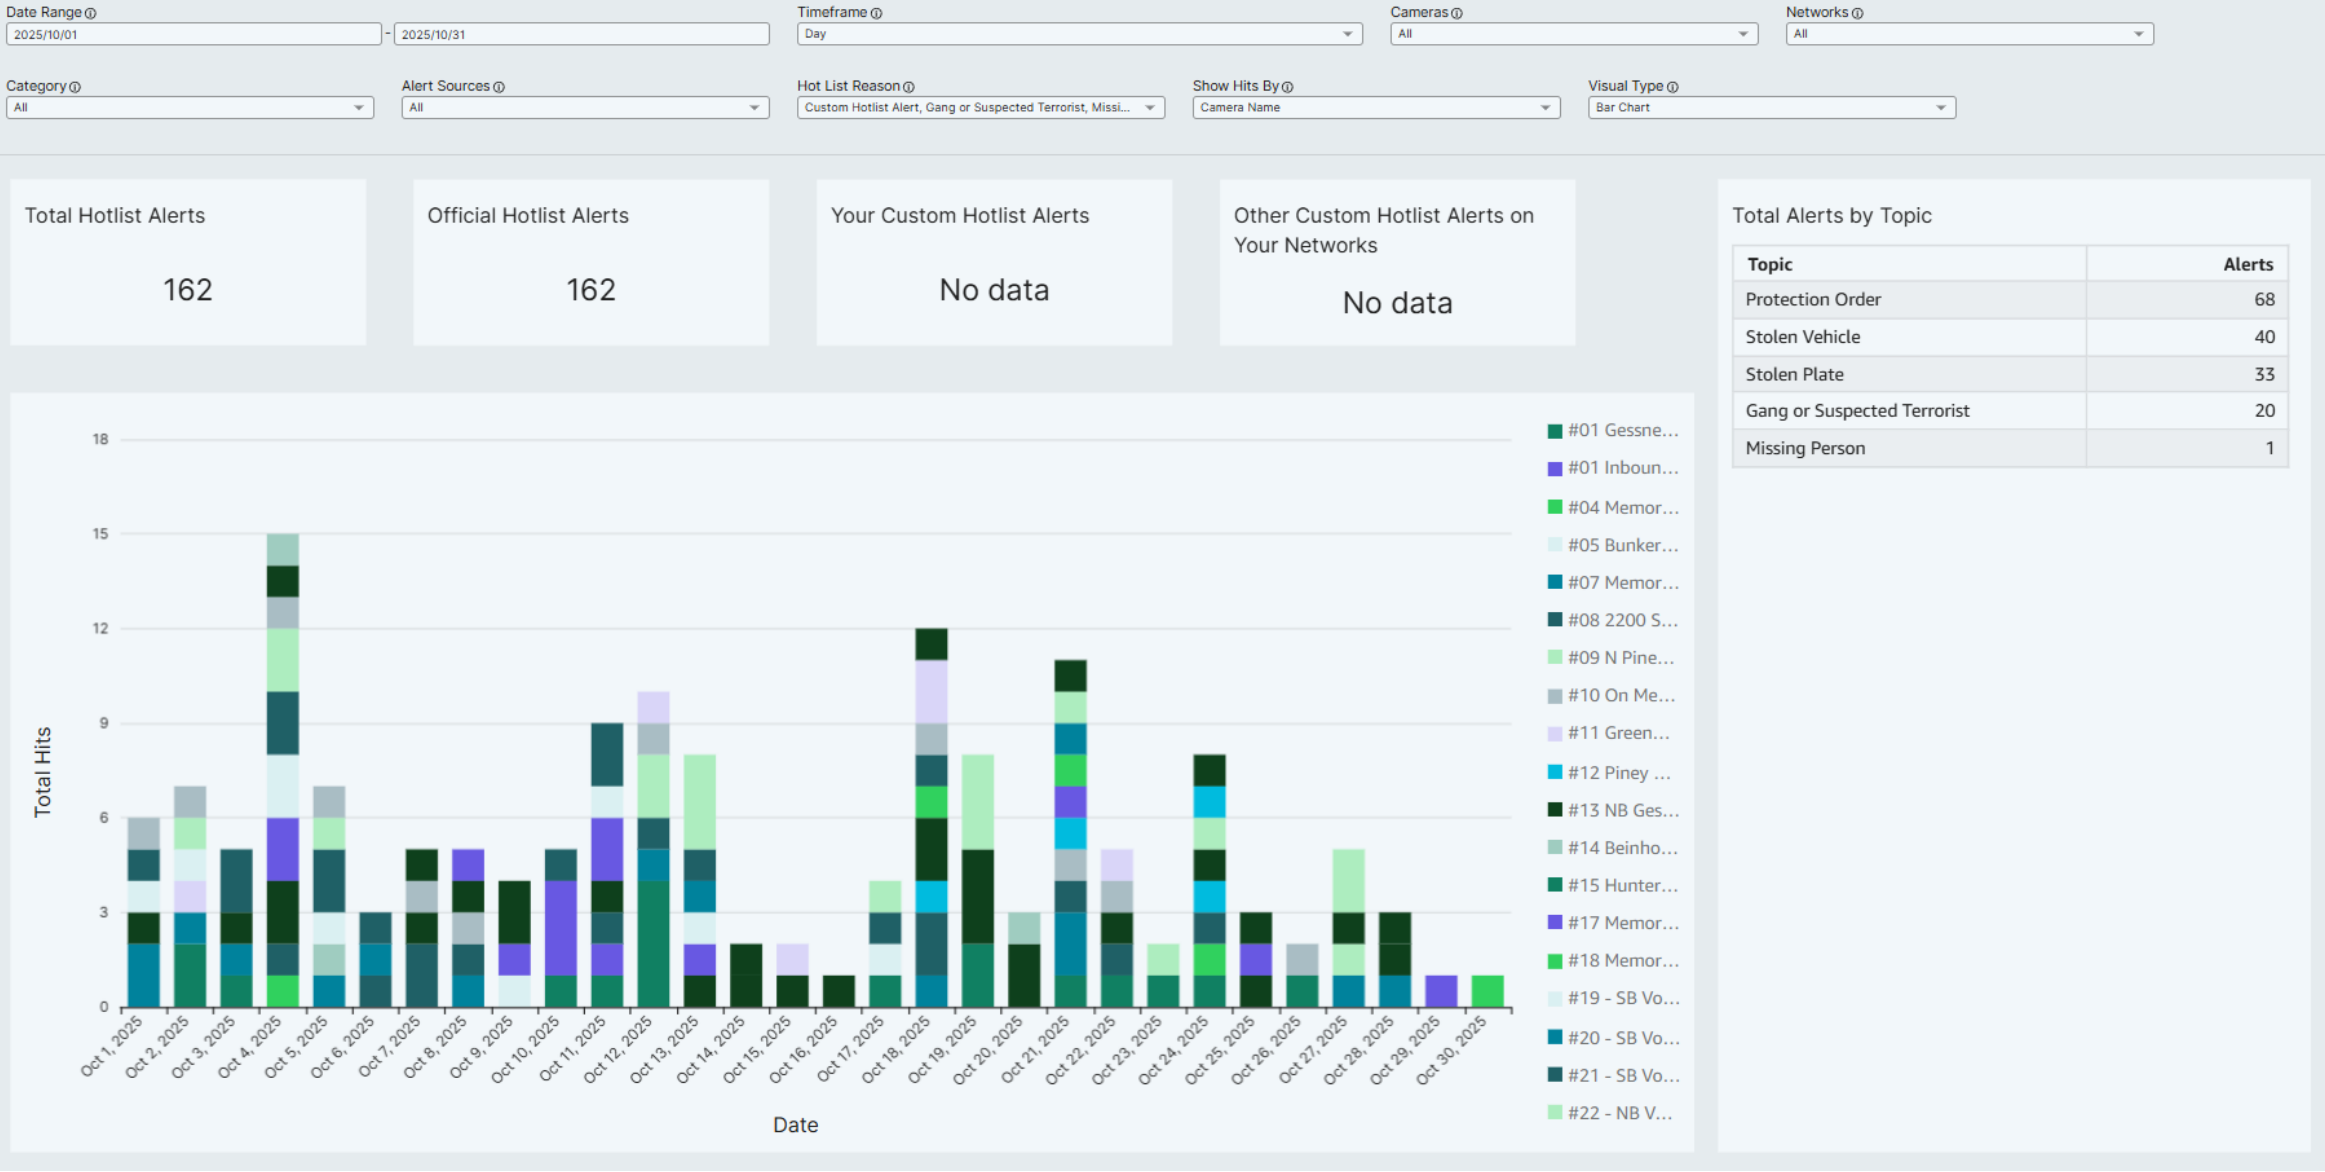 Date Range
2025/10/01 - 2025/10/31
Timeframe
Day
Cameras
All
Networks
All
Category
All
Alert Sources
All
Hot List Reason
Custom Hotlist Alert, Gang or Suspected Terrorist, Missi...
Show Hits By
Camera Name
Visual Type
Bar Chart
Total Hotlist Alerts
162
Official Hotlist Alerts
162
Your Custom Hotlist Alerts
No data
Other Custom Hotlist Alerts on
Your Networks
No data
Total Alerts by Topic
Topic Alerts
Protection Order 68
Stolen Vehicle 40
Stolen Plate 33
Gang or Suspected Terrorist 20
Missing Person 1
Total Hits
18
15
12
9
6
3
0
Oct 1, 2025
Oct 2, 2025
Oct 3, 2025
Oct 4, 2025
Oct 5, 2025
Oct 6, 2025
Oct 7, 2025
Oct 8, 2025
Oct 9, 2025
Oct 10, 2025
Oct 11, 2025
Oct 12, 2025
Oct 13, 2025
Oct 14, 2025
Oct 15, 2025
Oct 16, 2025
Oct 17, 2025
Oct 18, 2025
Oct 19, 2025
Oct 20, 2025
Oct 21, 2025
Oct 22, 2025
Oct 23, 2025
Oct 24, 2025
Oct 25, 2025
Oct 26, 2025
Oct 27, 2025
Oct 28, 2025
Oct 29, 2025
Oct 30, 2025
Date
#01 Gessne...
#01 Inboun...
#04 Memor...
#05 Bunker...
#07 Memor...
#08 2200 S...
#09 N Pine...
#10 On Me...
#11 Green...
#12 Piney ...
#13 NB Ges...
#14 Beinho...
#15 Hunter...
#17 Memor...
#18 Memor...
#19 - SB Vo...
#20 - SB Vo...
#21 - SB Vo...
#22 - NB V...